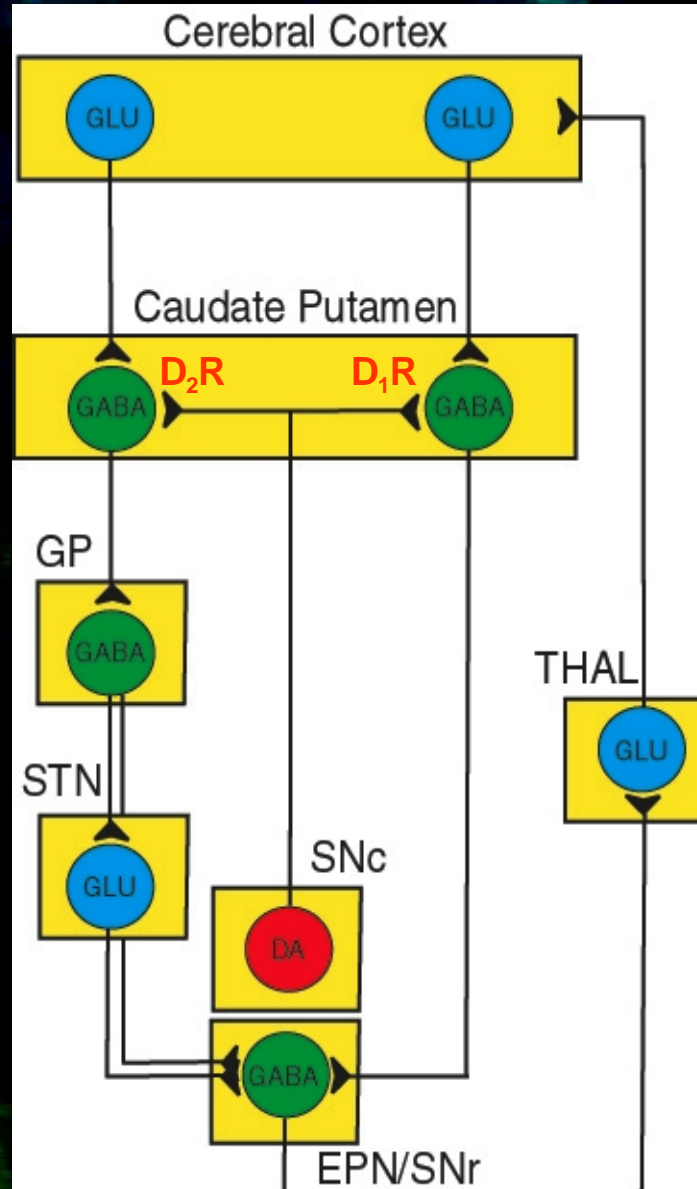 Cerebral Cortex
GLU GLU
Caudate Putamen
D₂R D₁R
GABA GABA
GP
GABA
THAL
GLU
STN
GLU
SNc
DA
GABA
EPN/SNr